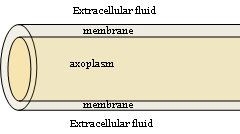 Extracellular fluid
membrane
axoplasm
membrane
Extracellular fluid